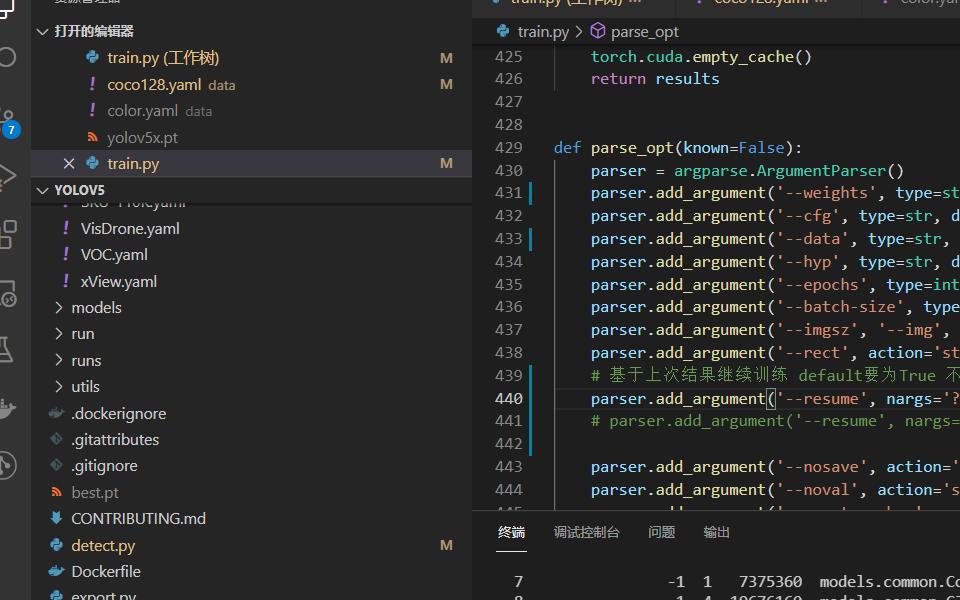 资源管理器
打开的编辑器
train.py (工作树) M
! coco128.yaml data M
! color.yaml data
yolov5x.pt
× train.py M
YOLOV5
! VisDrone.yaml
! VOC.yaml
! xView.yaml
models
run
runs
utils
.dockerignore
.gitattributes
.gitignore
best.pt
CONTRIBUTING.md
detect.py M
Dockerfile
export.py
7
train.py (工作树) coco128.yaml
train.py > parse_opt
425 torch.cuda.empty_cache()
426 return results
427
428
429 def parse_opt(known=False):
430 parser = argparse.ArgumentParser()
431 parser.add_argument('--weights', type=st
432 parser.add_argument('--cfg', type=str, d
433 parser.add_argument('--data', type=str,
434 parser.add_argument('--hyp', type=str, d
435 parser.add_argument('--epochs', type=int
436 parser.add_argument('--batch-size', type
437 parser.add_argument('--imgsz', '--img',
438 parser.add_argument('--rect', action='st
439 # 基于上次结果继续训练 default要为True 不
440 parser.add_argument('--resume', nargs='?
441 # parser.add_argument('--resume', nargs=
442
443 parser.add_argument('--nosave', action='
444 parser.add_argument('--noval', action='s
终端 调试控制台 问题 输出
7 -1 1 7375360 models.common.Co